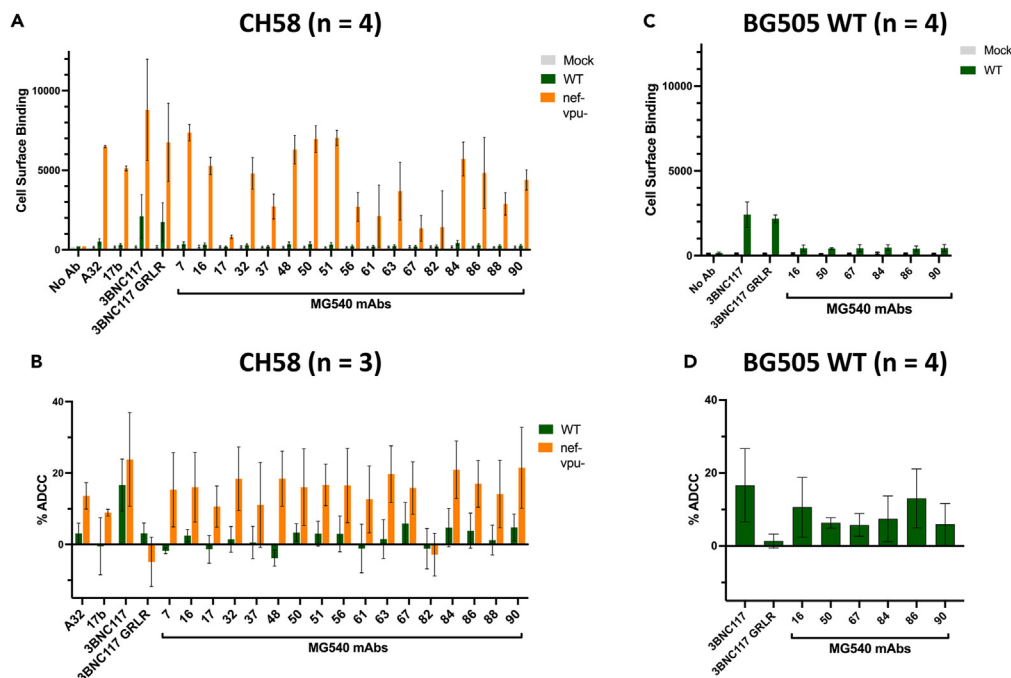 A
CH58 (n = 4)
Cell Surface Binding
10000
5000
0
Mock
WT
nef-
vpu-
No Ab
A32
17b
3BNC117
3BNC117 GRLR
7
16
17
32
37
48
50
51
56
61
63
67
82
84
86
88
90
MG540 mAbs
C
BG505 WT (n = 4)
Cell Surface Binding
10000
5000
0
Mock
WT
No Ab
3BNC117
3BNC117 GRLR
16
50
67
84
86
90
MG540 mAbs
B
CH58 (n = 3)
% ADCC
40
20
0
WT
nef-
vpu-
A32
17b
3BNC117
3BNC117 GRLR
7
16
17
32
37
48
50
51
56
61
63
67
82
84
86
88
90
MG540 mAbs
D
BG505 WT (n = 4)
% ADCC
40
20
0
3BNC117
3BNC117 GRLR
16
50
67
84
86
90
MG540 mAbs